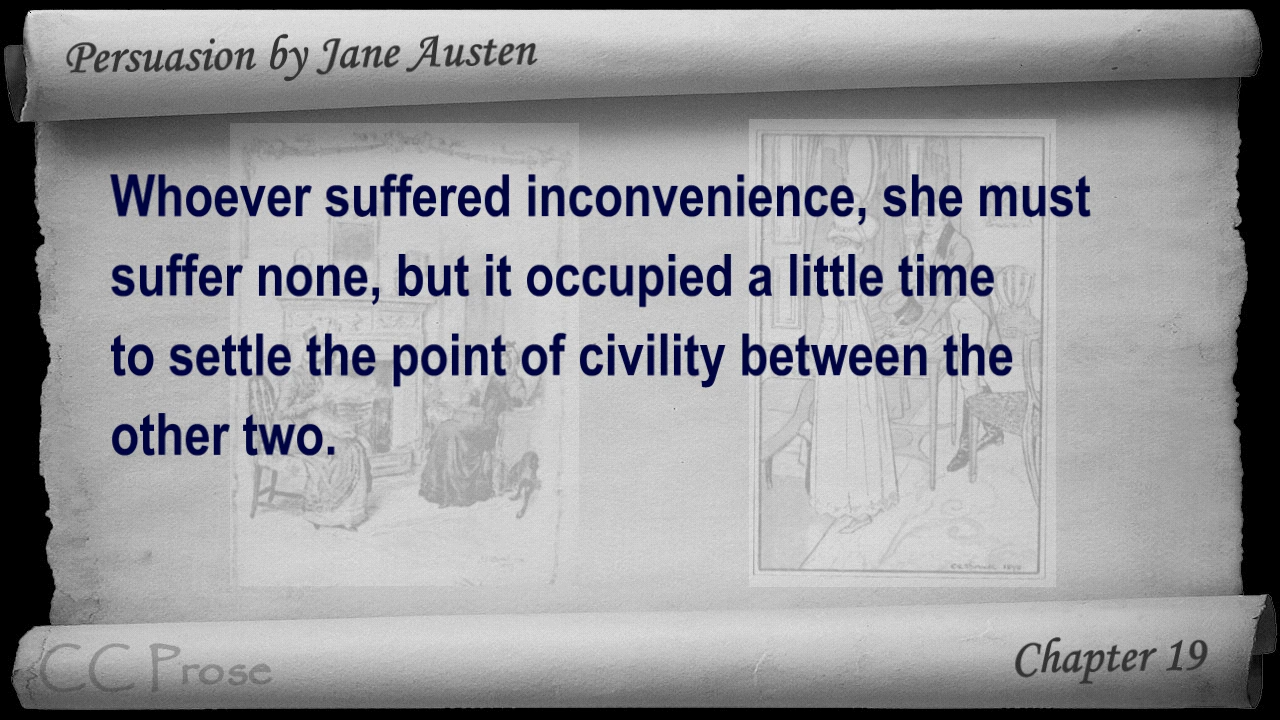 Persuasion by Jane Austen
Whoever suffered inconvenience, she must
suffer none, but it occupied a little time
to settle the point of civility between the
other two.
CC Prose
Chapter 19